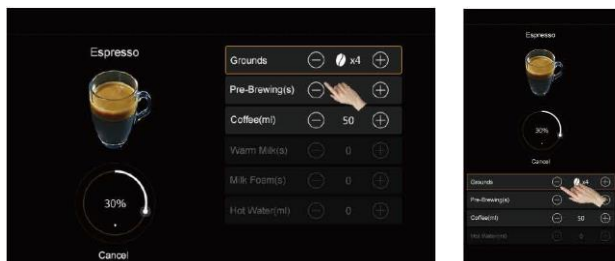 Espresso
30%
Cancel
Grounds x4
Pre-Brewing(s)
Coffee(ml) 50
Warm Milk(s) 0
Milk Foam(s) 0
Hot Water(ml) 0
Espresso
30%
Cancel
Grounds x4
Pre-Brewing(s)
Coffee(ml) 50
Hot Water(ml) 0